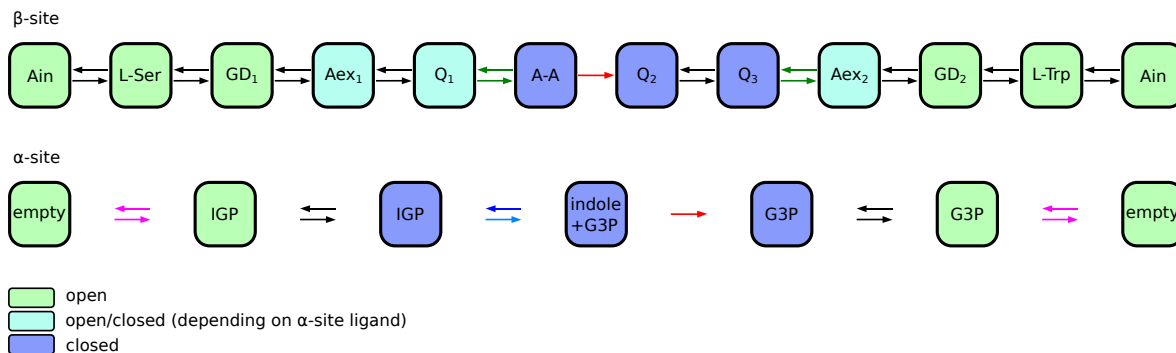 β-site
Ain L-Ser GD₁ Aex₁ Q₁ A-A Q₂ Q₃ Aex₂ GD₂ L-Trp Ain
α-site
empty IGP IGP indole +G3P G3P G3P empty
open
open/closed (depending on α-site ligand)
closed